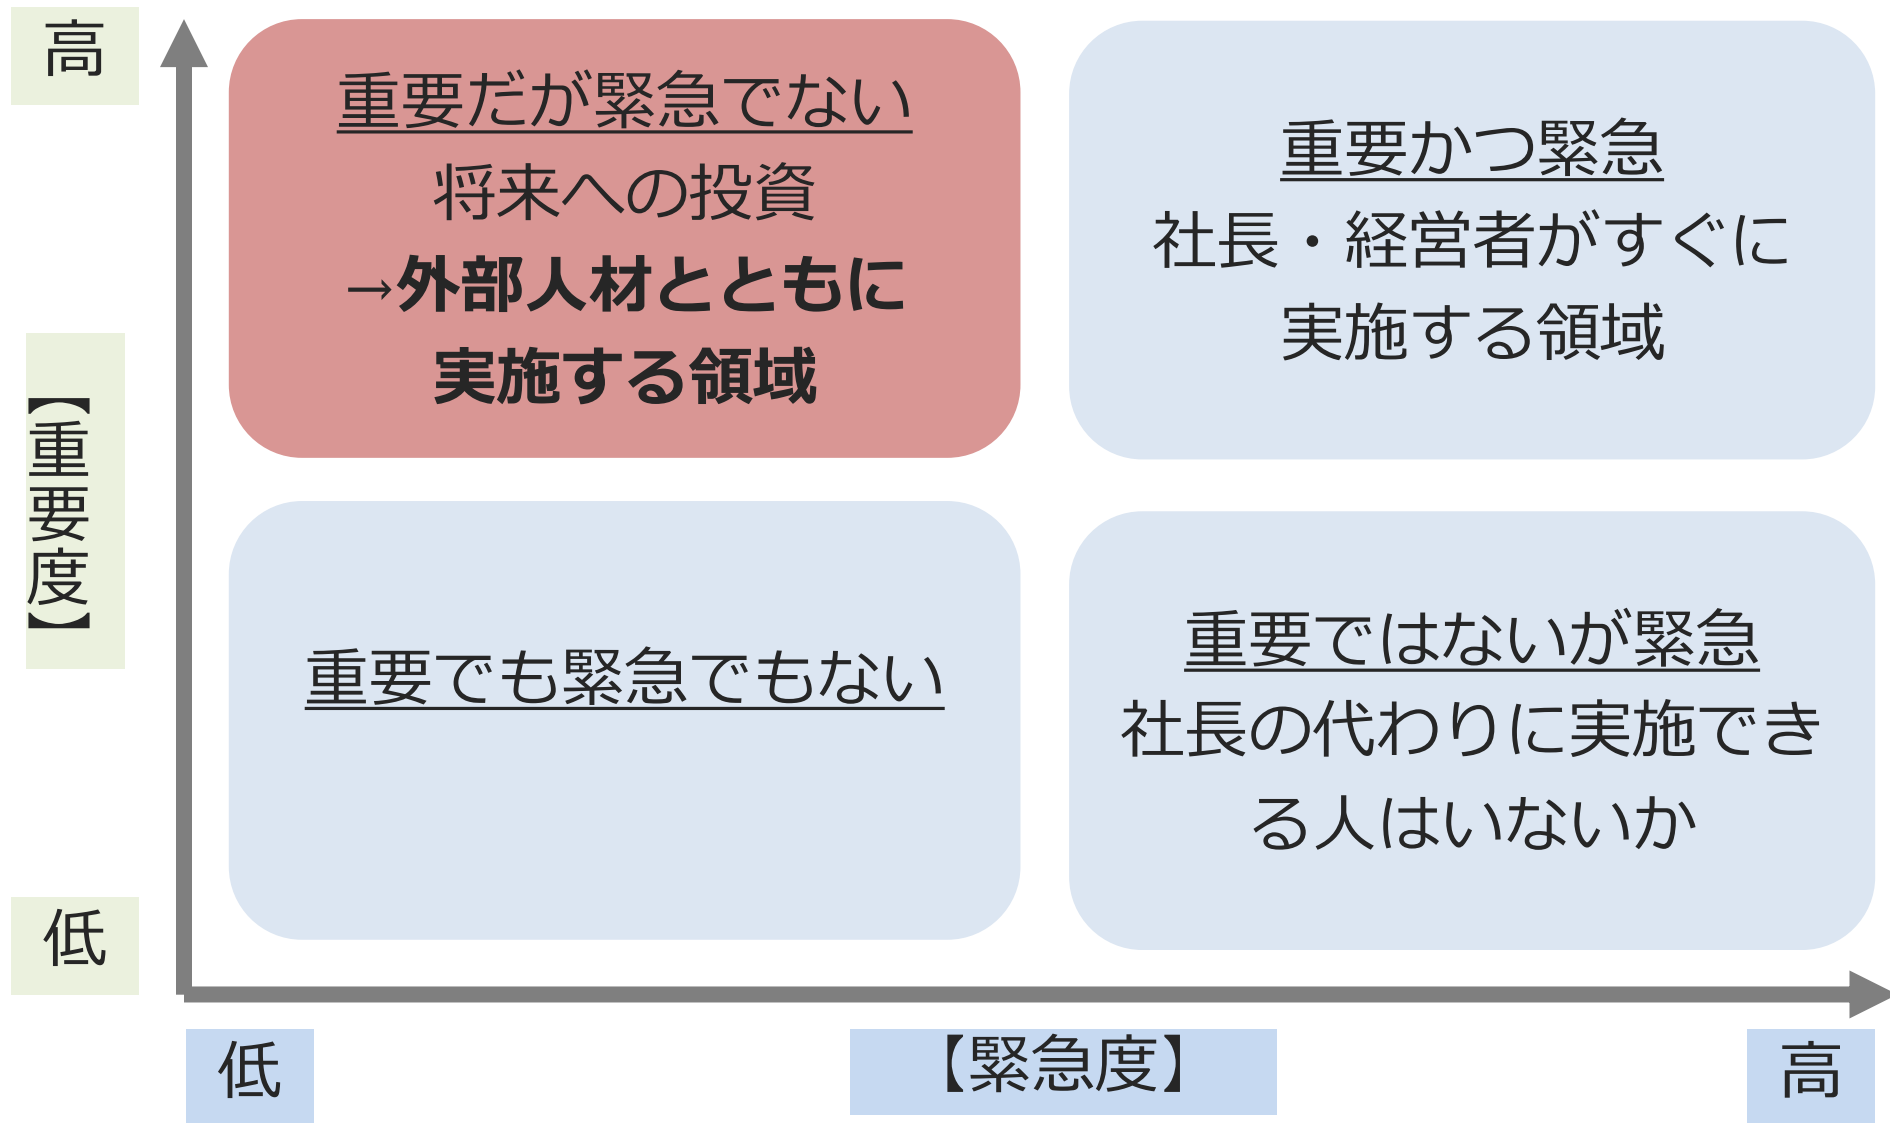 高
重要だが緊急でない
将来への投資
→外部人材とともに
実施する領域
重要かつ緊急
社長・経営者がすぐに
実施する領域
【重要度】
重要でも緊急でもない
重要ではないが緊急
社長の代わりに実施でき
る人はいないか
低
低
【緊急度】
高